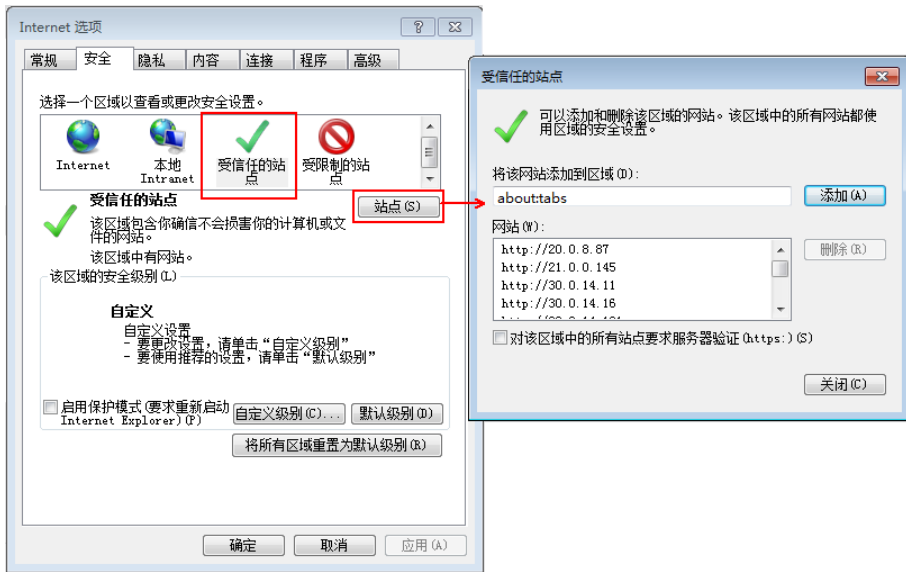 Internet 选项
常规 安全 隐私 内容 连接 程序 高级
选择一个区域以查看或更改安全设置。
Internet
本地
Intranet
受信任的站
点
受限制的站
点
受信任的站点
站点(S)
该区域包含你确信不会损害你的计算机或文
件的网站。
该区域中有网站。
该区域的安全级别(L)
自定义
自定义设置
- 要更改设置，请单击“自定义级别”
- 要使用推荐的设置，请单击“默认级别”
启用保护模式(要求重新启动
Internet Explorer)(P)
自定义级别(C)... 默认级别(D)
将所有区域重置为默认级别(R)
确定 取消 应用(A)
受信任的站点
可以添加和删除该区域的网站。该区域中的所有网站都使
用区域的安全设置。
将该网站添加到区域(D):
about:tabs
添加(A)
网站(W):
http://20.0.8.87
http://21.0.0.145
http://30.0.14.11
http://30.0.14.16
删除(R)
对该区域中的所有站点要求服务器验证(https:)(S)
关闭(C)